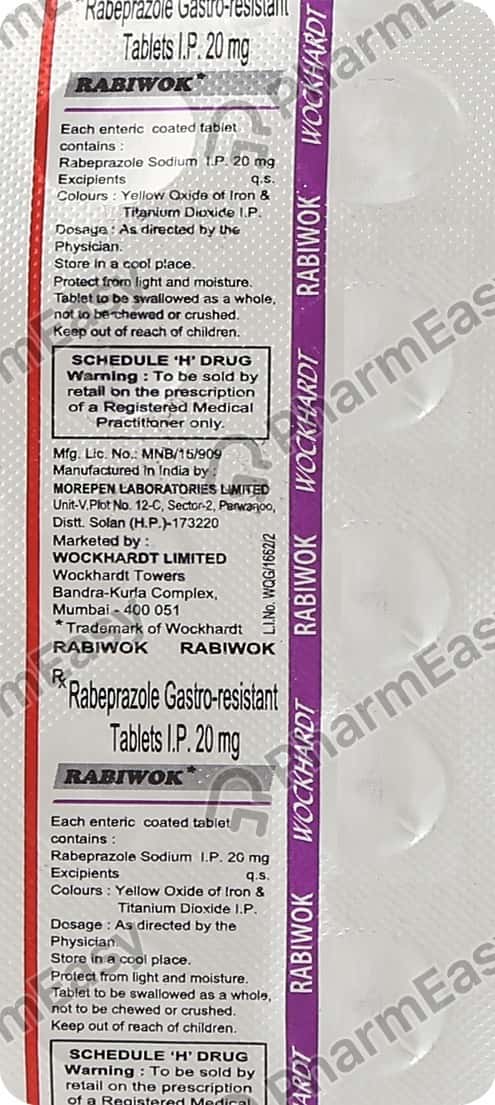 Rabeprazole Gastro-resistant
Tablets I.P. 20 mg
RABIWOK*
Each enteric coated tablet
contains :
Rabeprazole Sodium I.P. 20 mg
Excipients q.s.
Colours : Yellow Oxide of Iron &
Titanium Dioxide I.P.
Dosage : As directed by the
Physician.
Store in a cool place.
Protect from light and moisture.
Tablet to be swallowed as a whole,
not to be chewed or crushed.
Keep out of reach of children.
SCHEDULE 'H' DRUG
Warning : To be sold by
retail on the prescription
of a Registered Medical
Practitioner only.
Mfg. Lic. No.: MNB/15/909
Manufactured in India by :
MOREPEN LABORATORIES LIMITED
Unit-V, Plot No. 12-C, Sector-2, Parwanoo,
Distt. Solan (H.P.)-173220
Marketed by :
WOCKHARDT LIMITED
Wockhardt Towers
Bandra-Kurla Complex,
Mumbai - 400 051
*Trademark of Wockhardt
L.I.No. WQG/1662/2
RABIWOK RABIWOK
Rx
Rabeprazole Gastro-resistant
Tablets I.P. 20 mg
RABIWOK*
Each enteric coated tablet
contains :
Rabeprazole Sodium I.P. 20 mg
Excipients q.s.
Colours : Yellow Oxide of Iron &
Titanium Dioxide I.P.
Dosage : As directed by the
Physician
Store in a cool place.
Protect from light and moisture.
Tablet to be swallowed as a whole,
not to be chewed or crushed.
Keep out of reach of children.
SCHEDULE 'H' DRUG
Warning : To be sold by
retail on the prescription
of a Registered Medical
WOCKHARDT
RABIWOK
WOCKHARDT
RABIWOK
WOCKHARDT
RABIWOK
ARDT
PharmEasy
PharmEasy
PharmEasy
PharmEasy